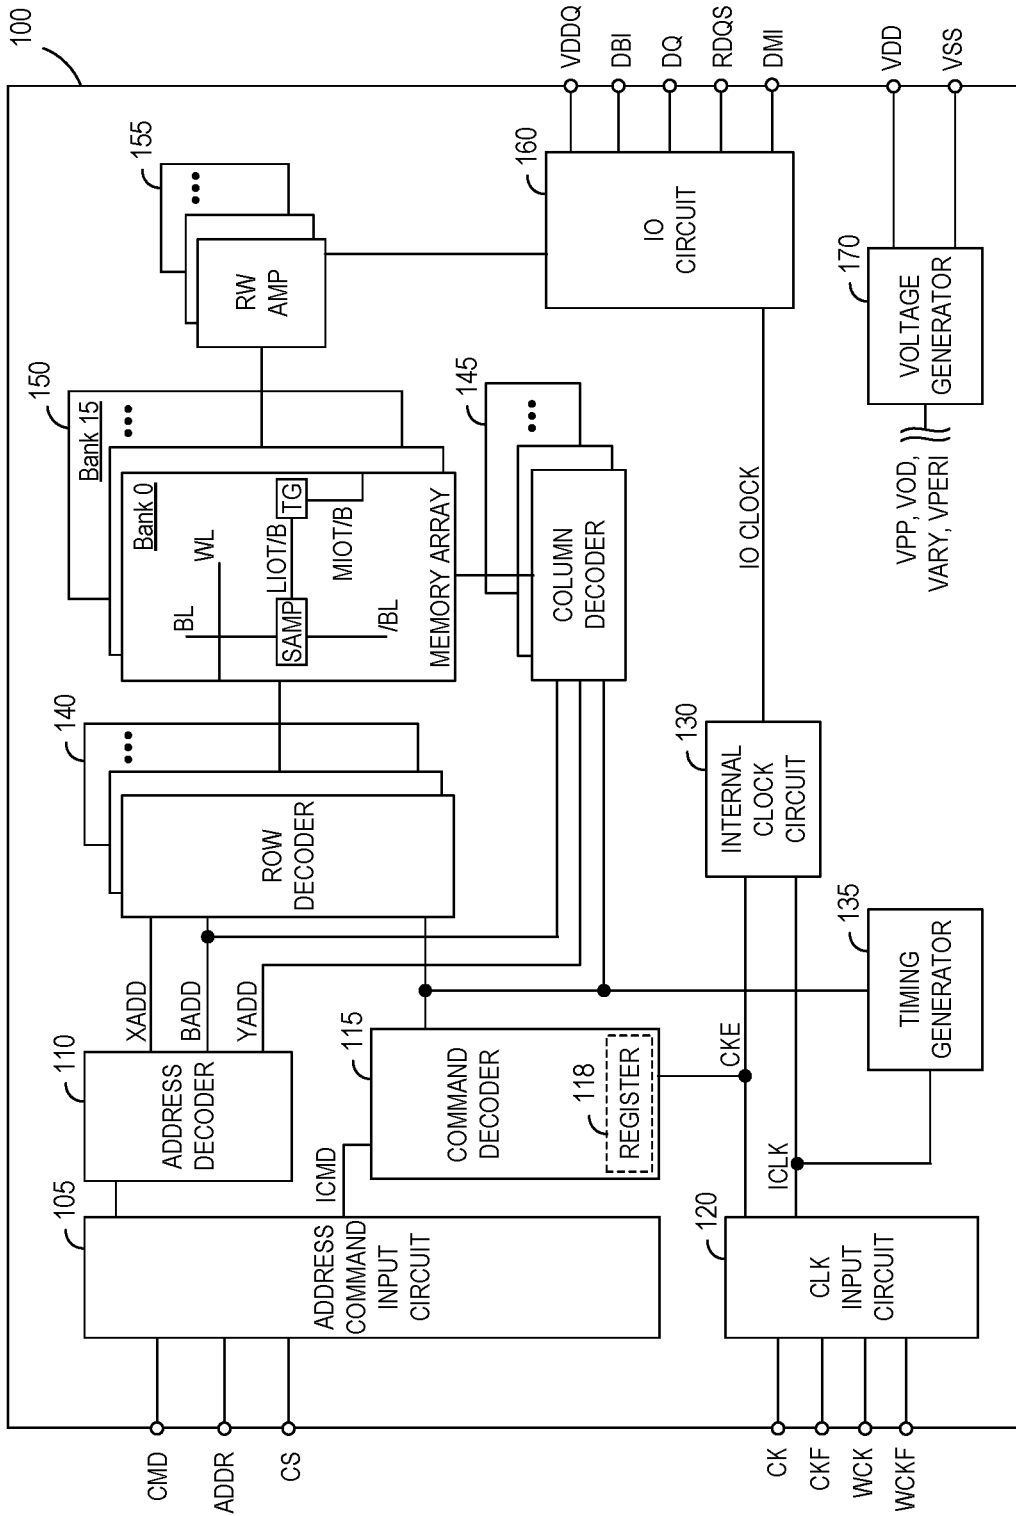 100
CMD
ADDR
CS
105
ADDRESS
COMMAND
INPUT
CIRCUIT
110
ADDRESS
DECODER
XADD
BADD
YADD
ICMD
115
COMMAND
DECODER
118
REGISTER
140
ROW
DECODER
150
Bank 15
Bank 0
BL
WL
SAMP
/BL
LIOT/B
TG
MIOT/B
MEMORY ARRAY
145
COLUMN
DECODER
155
RW
AMP
160
IO
CIRCUIT
VDDQ
DBI
DQ
RDQS
DMI
CK
CKF
WCK
WCKF
120
CLK
INPUT
CIRCUIT
CKE
ICLK
130
INTERNAL
CLOCK
CIRCUIT
IO CLOCK
135
TIMING
GENERATOR
170
VOLTAGE
GENERATOR
VPP, VOD,
VARY, VPERI
VDD
VSS